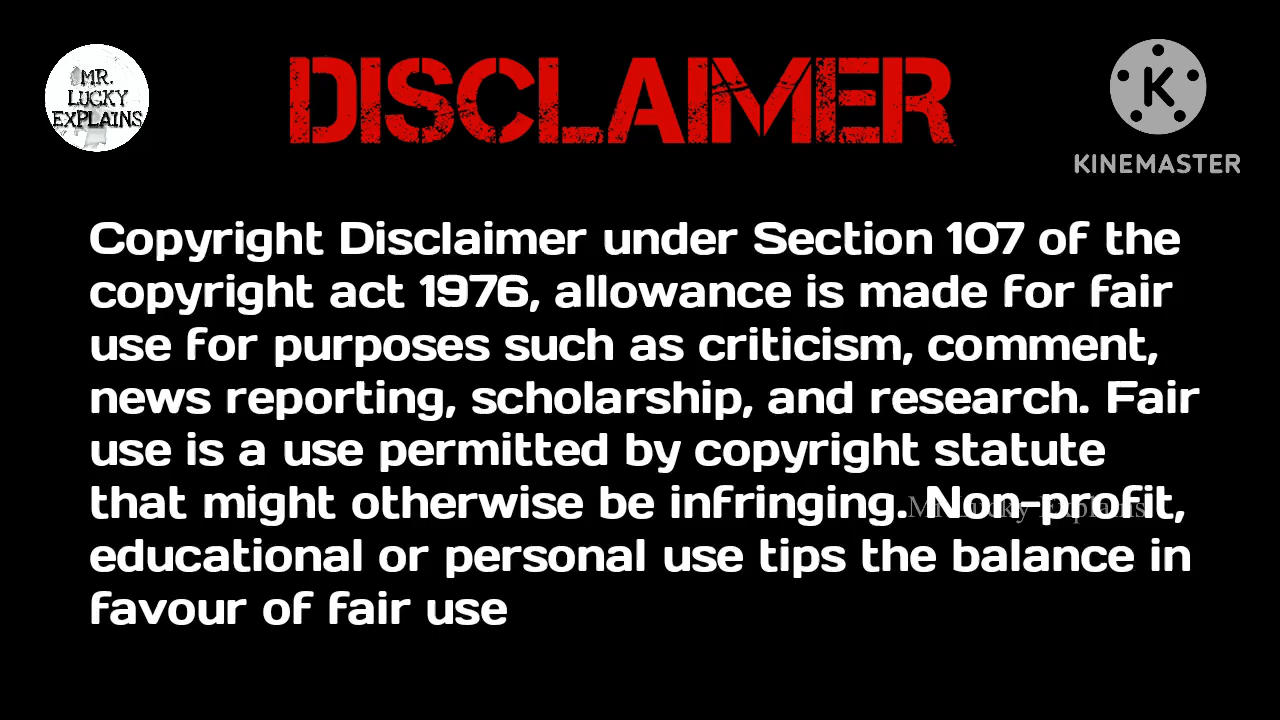 MR.
LUCKY
EXPLAINS
DISCLAIMER
K
KINEMASTER
Copyright Disclaimer under Section 107 of the
copyright act 1976, allowance is made for fair
use for purposes such as criticism, comment,
news reporting, scholarship, and research. Fair
use is a use permitted by copyright statute
that might otherwise be infringing. Non-profit,
Mr Lucky Explains
educational or personal use tips the balance in
favour of fair use